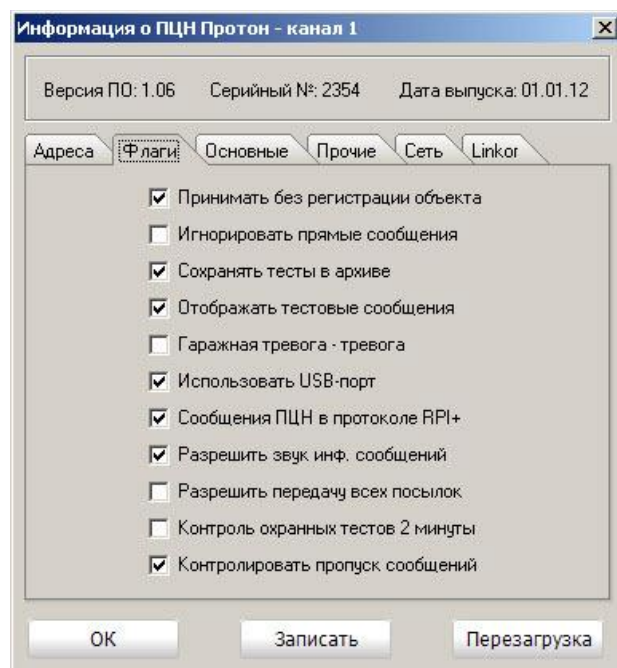 Информация о ПЦН Протон - канал 1
Версия ПО: 1.06 Серийный №: 2354 Дата выпуска: 01.01.12
Адреса Флаги Основные Прочие Сеть Linkor
Принимать без регистрации объекта
Игнорировать прямые сообщения
Сохранять тесты в архиве
Отображать тестовые сообщения
Гаражная тревога - тревога
Использовать USB-порт
Сообщения ПЦН в протоколе RPI+
Разрешить звук инф. сообщений
Разрешить передачу всех посылок
Контроль охранных тестов 2 минуты
Контролировать пропуск сообщений
ОК Записать Перезагрузка